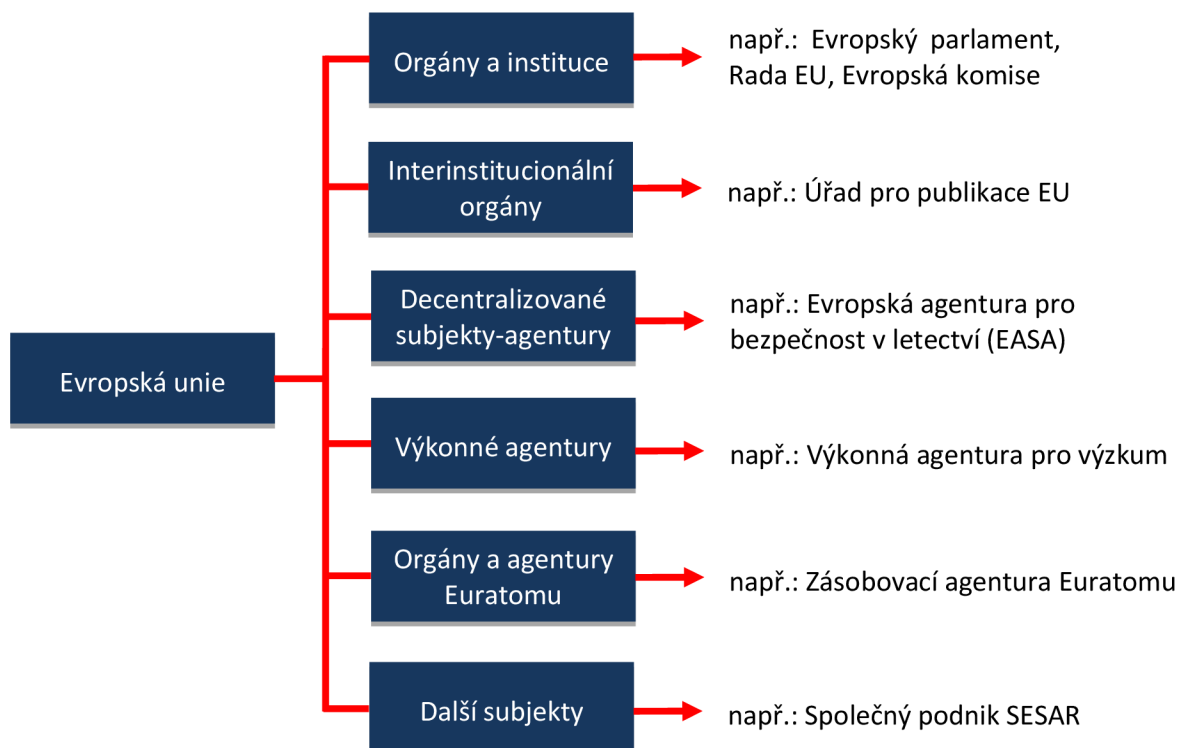 Evropská unie
Orgány a instituce
např.: Evropský parlament,
Rada EU, Evropská komise
Interinstitucionální
orgány
např.: Úřad pro publikace EU
Decentralizované
subjekty-agentury
např.: Evropská agentura pro
bezpečnost v letectví (EASA)
Výkonné agentury
např.: Výkonná agentura pro výzkum
Orgány a agentury
Euratomu
např.: Zásobovací agentura Euratomu
Další subjekty
např.: Společný podnik SESAR